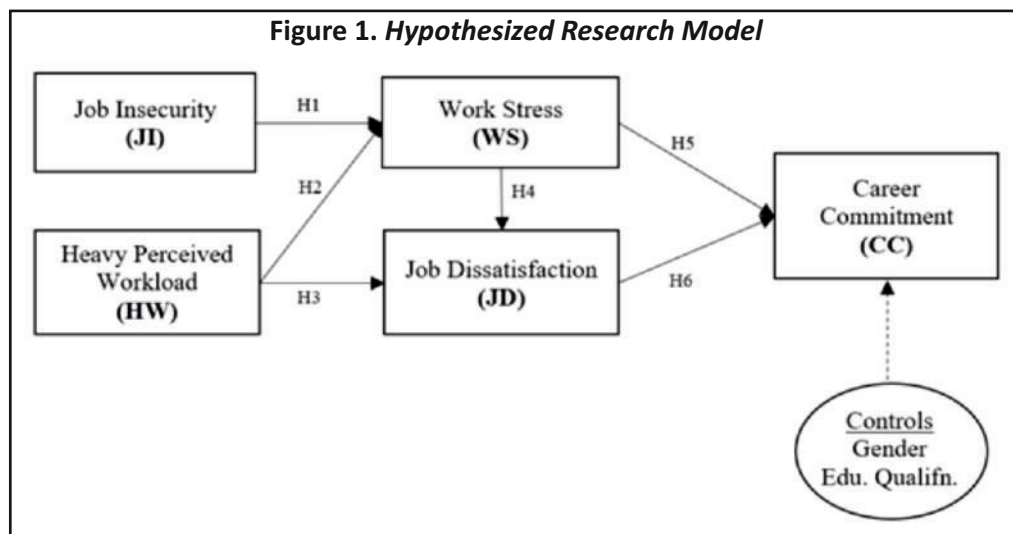 Figure 1. Hypothesized Research Model
Job Insecurity
(JI)
H1
Work Stress
(WS)
H2
H5
H4
Career
Commitment
(CC)
Heavy Perceived
Workload
(HW)
H3
Job Dissatisfaction
(JD)
H6
Controls
Gender
Edu. Qualifn.